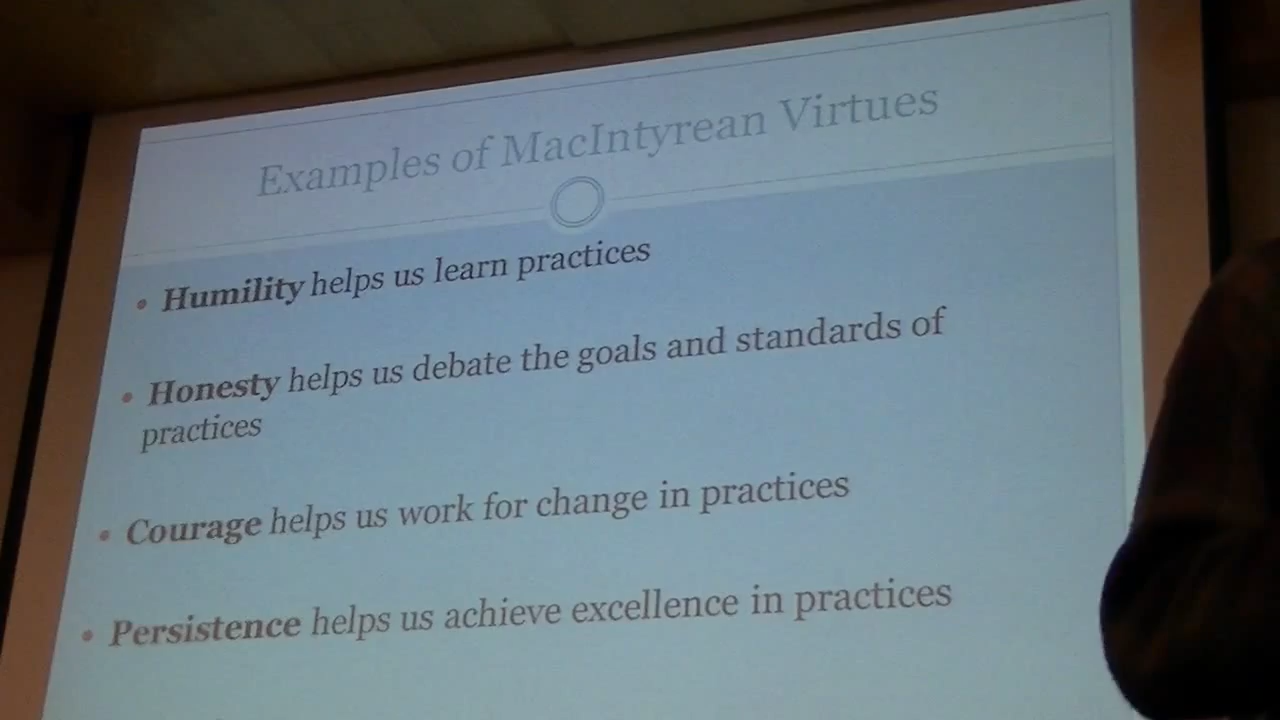 Examples of MacIntyrean Virtues
• Humility helps us learn practices
• Honesty helps us debate the goals and standards of
practices
• Courage helps us work for change in practices
• Persistence helps us achieve excellence in practices